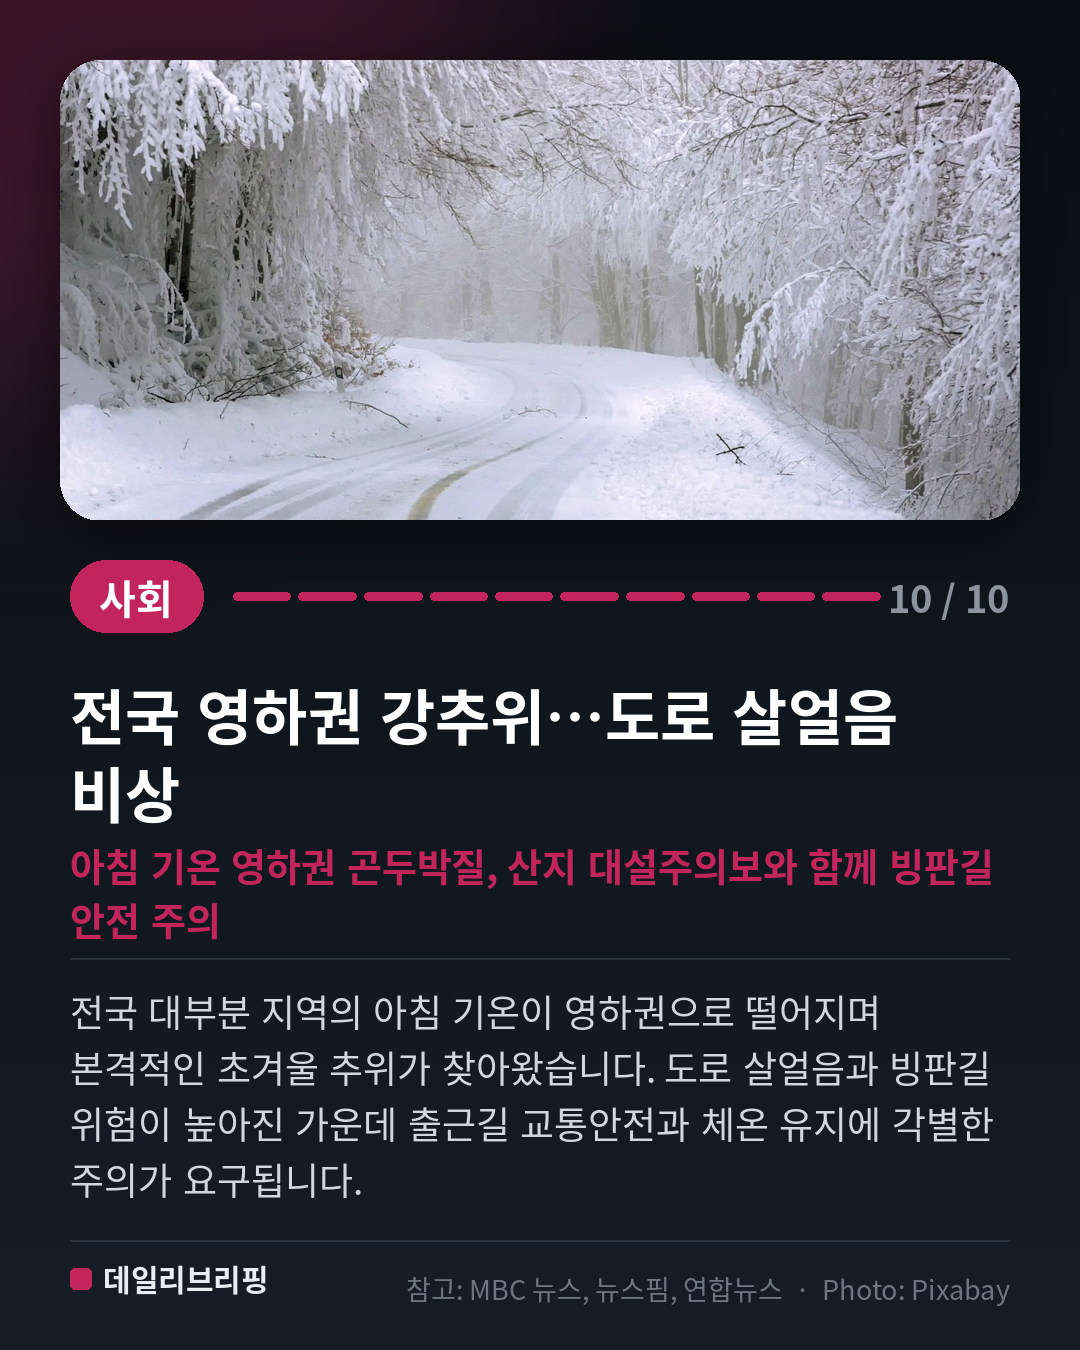 사회
10 / 10
전국 영하권 강추위…도로 살얼음
비상
아침 기온 영하권 곤두박질, 산지 대설주의보와 함께 빙판길
안전 주의
전국 대부분 지역의 아침 기온이 영하권으로 떨어지며
본격적인 초겨울 추위가 찾아왔습니다. 도로 살얼음과 빙판길
위험이 높아진 가운데 출근길 교통안전과 체온 유지에 각별한
주의가 요구됩니다.
데일리브리핑
참고: MBC 뉴스, 뉴스핌, 연합뉴스 · Photo: Pixabay